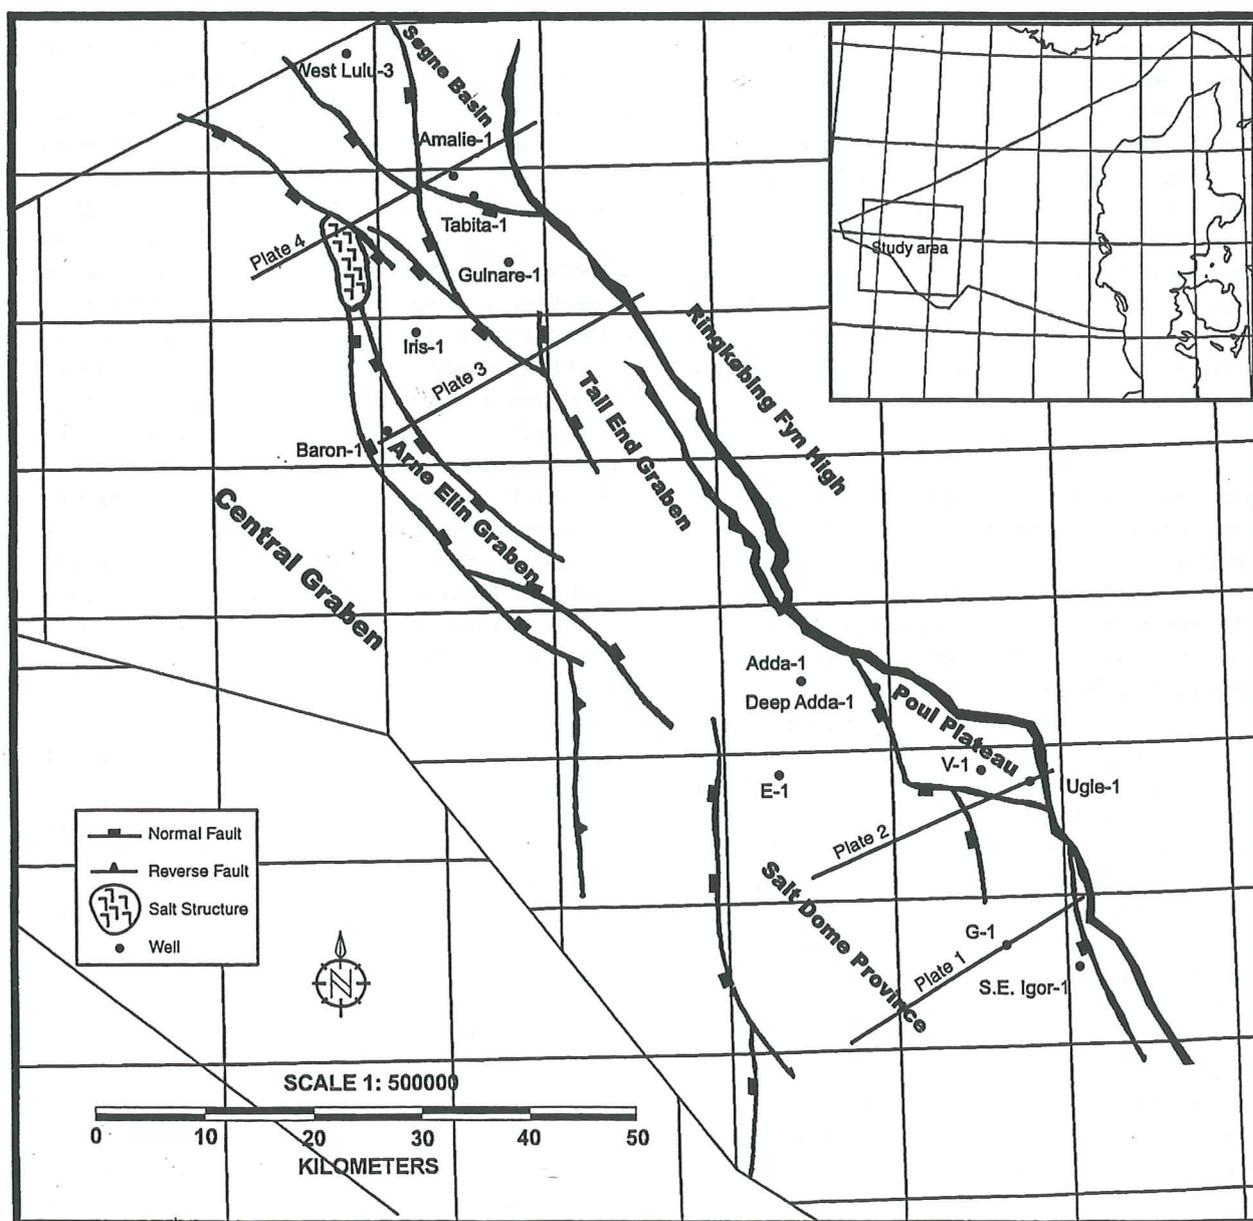 West Lulu-3
Søgne Basin
Amalie-1
Tabita-1
Plate 4
Gulnare-1
Iris-1
Plate 3
Baron-1
Arne Elin Graben
Tail End Graben
Ringkøbing Fyn High
Central Graben
Study area
Adda-1
Deep Adda-1
Poul Plateau
V-1
Ugle-1
E-1
Plate 2
Salt Dome Province
G-1
Plate 1
S.E. Igor-1
Normal Fault
Reverse Fault
Salt Structure
Well
N
SCALE 1: 500000
0 10 20 30 40 50
KILOMETERS